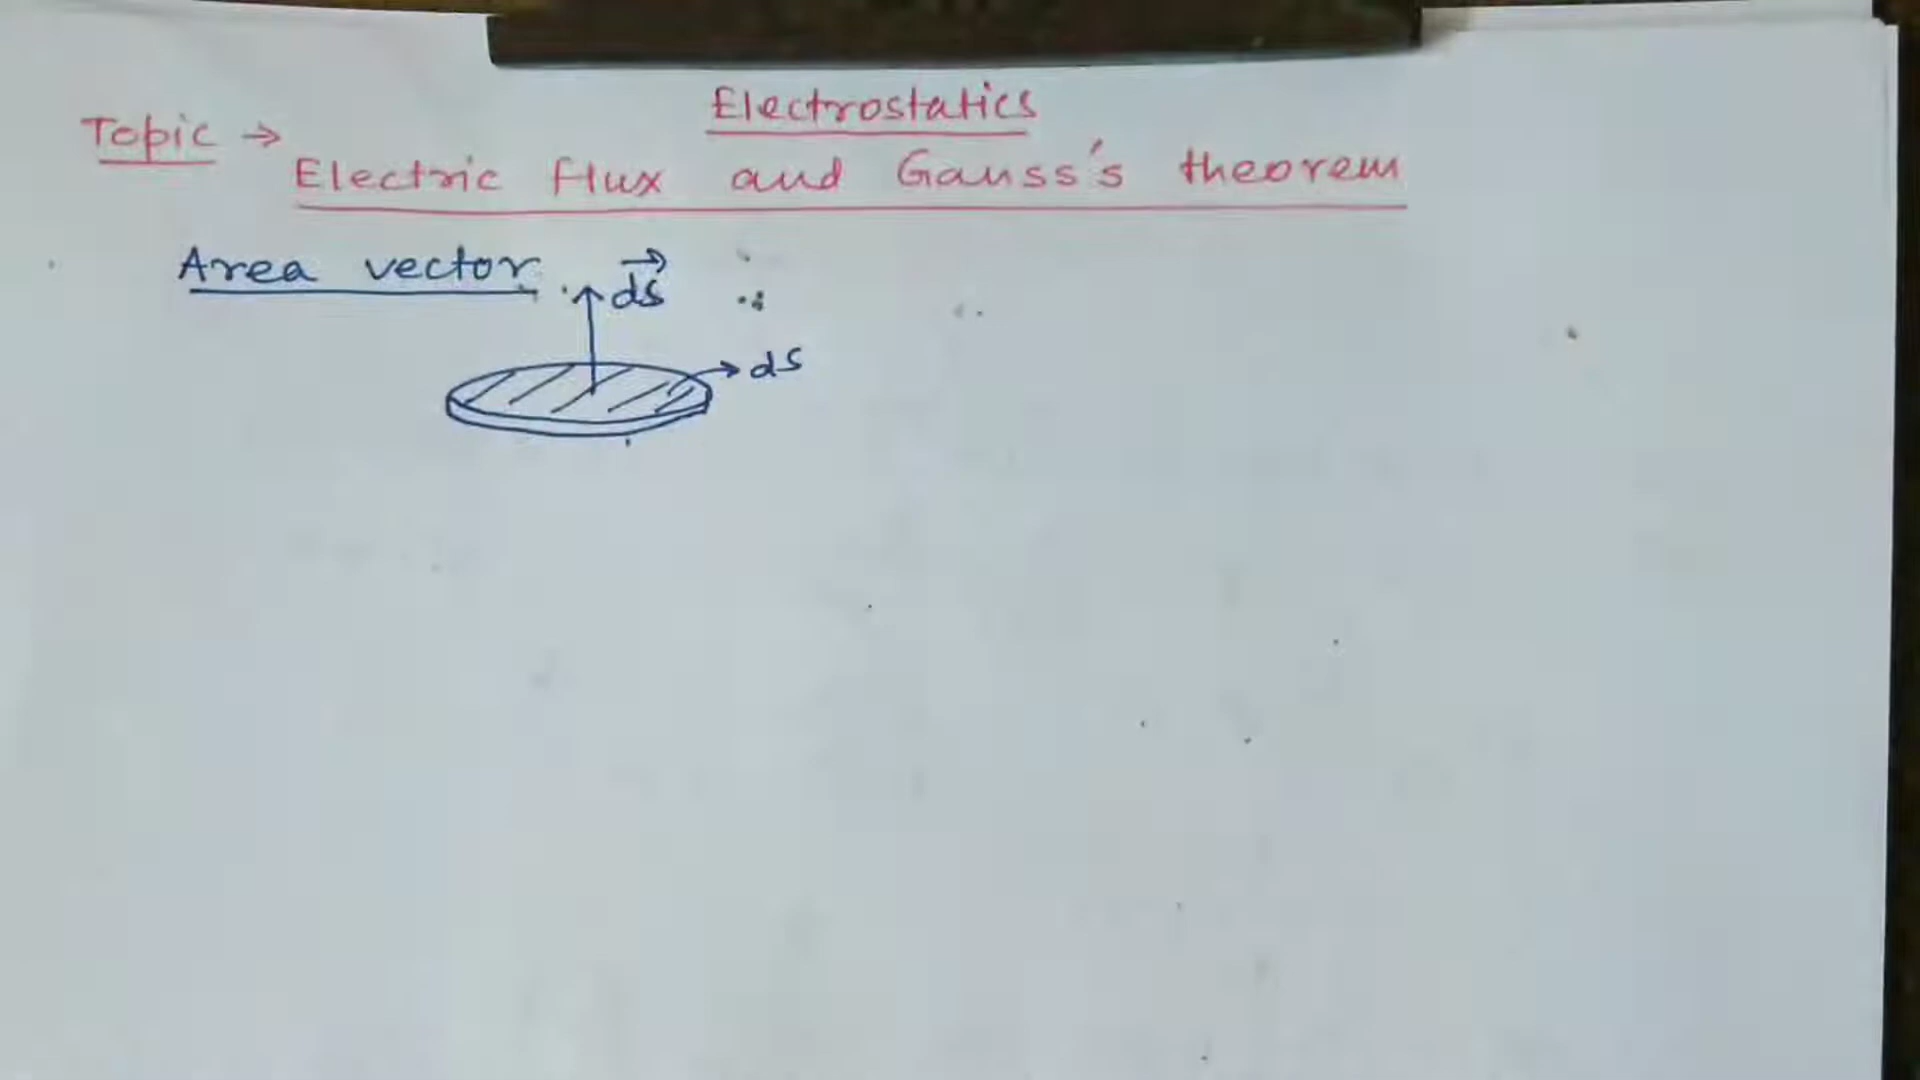 Electrostatics
Topic →
Electric flux and Gauss's theorem
Area vector
→ds
→ dS